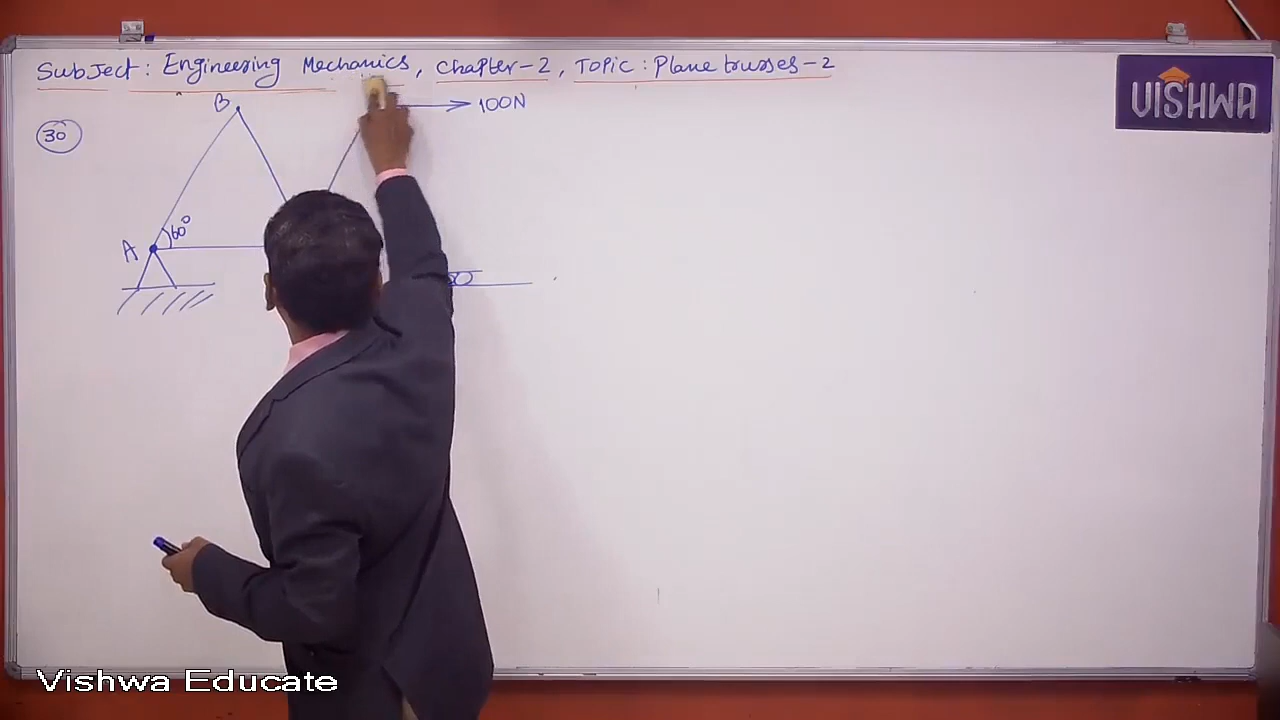 Subject: Engineering Mechanics, Chapter-2, Topic: Plane trusses-2
VISHWA
B
100N
30
60°
A
Vishwa Educate